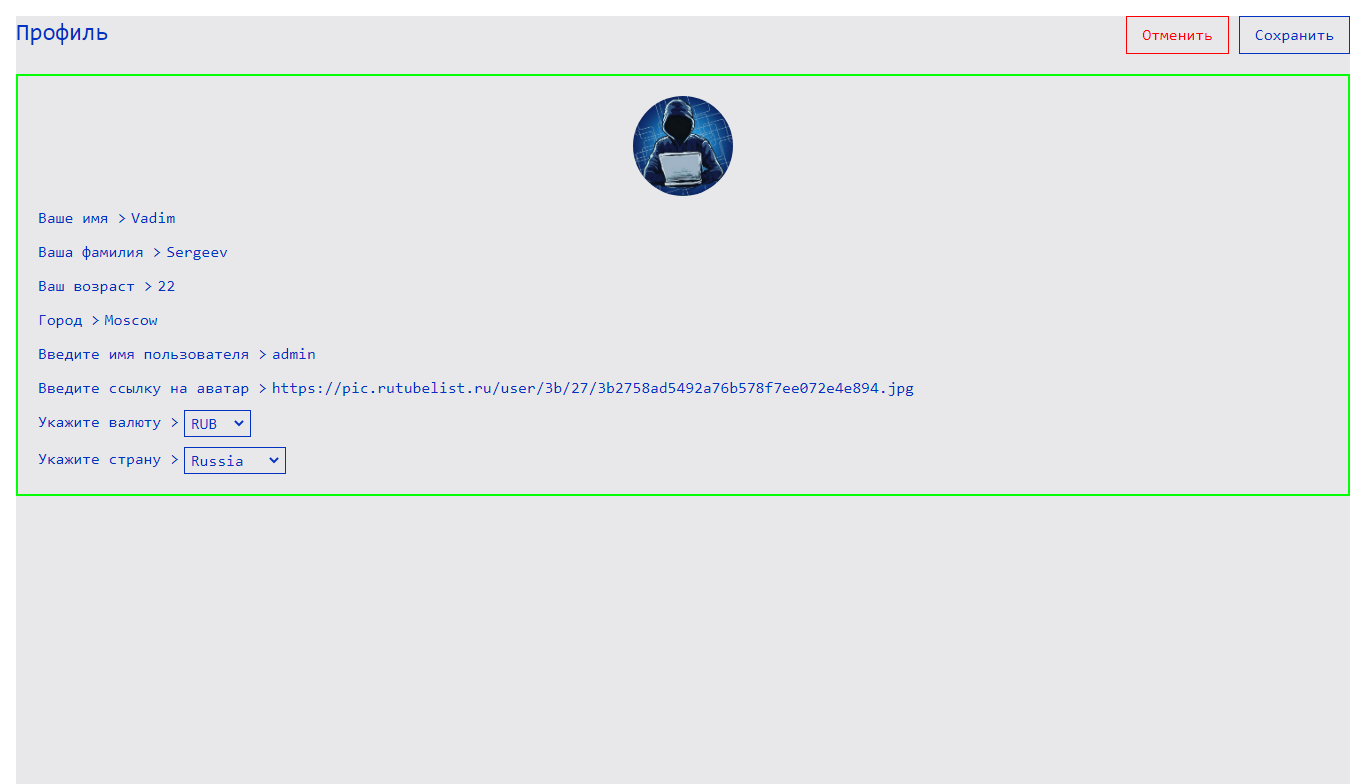 Профиль
Отменить
Сохранить
Ваше имя > Vadim
Ваша фамилия > Sergeev
Ваш возраст > 22
Город > Moscow
Введите имя пользователя > admin
Введите ссылку на аватар > https://pic.rutubelist.ru/user/3b/27/3b2758ad5492a76b578f7ee072e4e894.jpg
Укажите валюту > RUB
Укажите страну > Russia